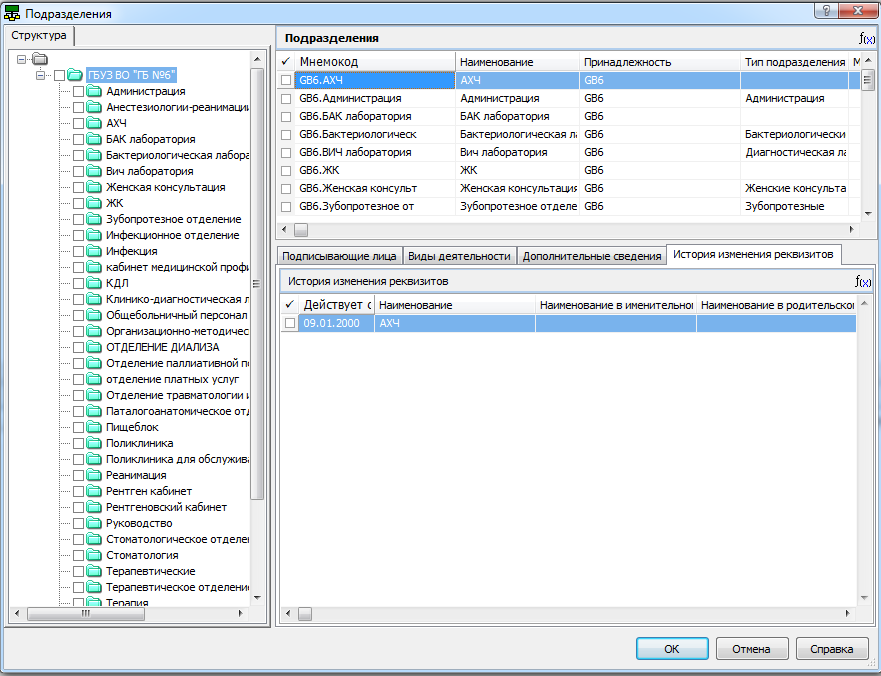 Подразделения
Структура
ГБУЗ ВО "ГБ №6"
Администрация
Анестезиологии-реанимации
АХЧ
БАК лаборатория
Бактериологическая лабора
Вич лаборатория
Женская консультация
ЖК
Зубопротезное отделение
Инфекционное отделение
Инфекция
кабинет медицинской профи
КДЛ
Клинико-диагностическая л
Общебольничный персонал
Организационно-методичес
ОТДЕЛЕНИЕ ДИАЛИЗА
Отделение паллиативной п
отделение платных услуг
Отделение травматологии и
Паталогоанатомическое отд
Пищеблок
Поликлиника
Поликлиника для обслужива
Реанимация
Рентген кабинет
Рентгеновский кабинет
Руководство
Стоматологическое отделен
Стоматология
Терапевтические
Терапевтическое отделени
Терапия
Подразделения f(x)
✓ Мнемокод Наименование Принадлежность Тип подразделения М
GB6.АХЧ АХЧ GB6
GB6.Администрация Администрация GB6 Администрация
GB6.БАК лаборатория БАК лаборатория GB6
GB6.Бактериологическ Бактериологическая ла GB6 Бактериологически
GB6.ВИЧ лаборатория Вич лаборатория GB6 Диагностическая ла
GB6.ЖК ЖК GB6
GB6.Женская консульт Женская консультация GB6 Женские консульта
GB6.Зубопротезное от Зубопротезное отделе GB6 Зубопротезные
Подписывающие лица Виды деятельности Дополнительные сведения История изменения реквизитов
История изменения реквизитов f(x)
✓ Действует с Наименование Наименование в именительног Наименование в родительског
09.01.2000 АХЧ
ОК Отмена Справка